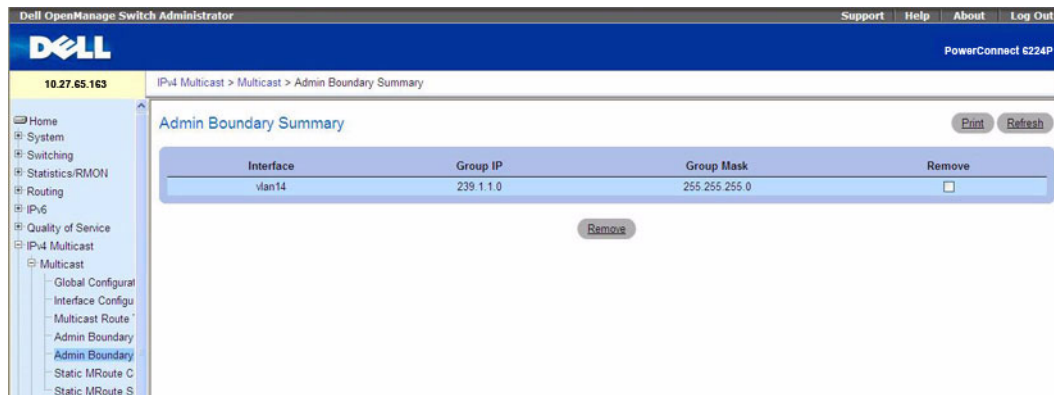 Dell OpenManage Switch Administrator Support Help About Log Out
DELL
PowerConnect 6224P
10.27.65.163
IPv4 Multicast > Multicast > Admin Boundary Summary
Home
System
Switching
Statistics/RMON
Routing
IPv6
Quality of Service
IPv4 Multicast
Multicast
Global Configurat
Interface Configu
Multicast Route
Admin Boundary
Admin Boundary
Static MRoute C
Static MRoute S
Admin Boundary Summary
Print Refresh
Interface Group IP Group Mask Remove
vlan14 239.1.1.0 255.255.255.0
Remove